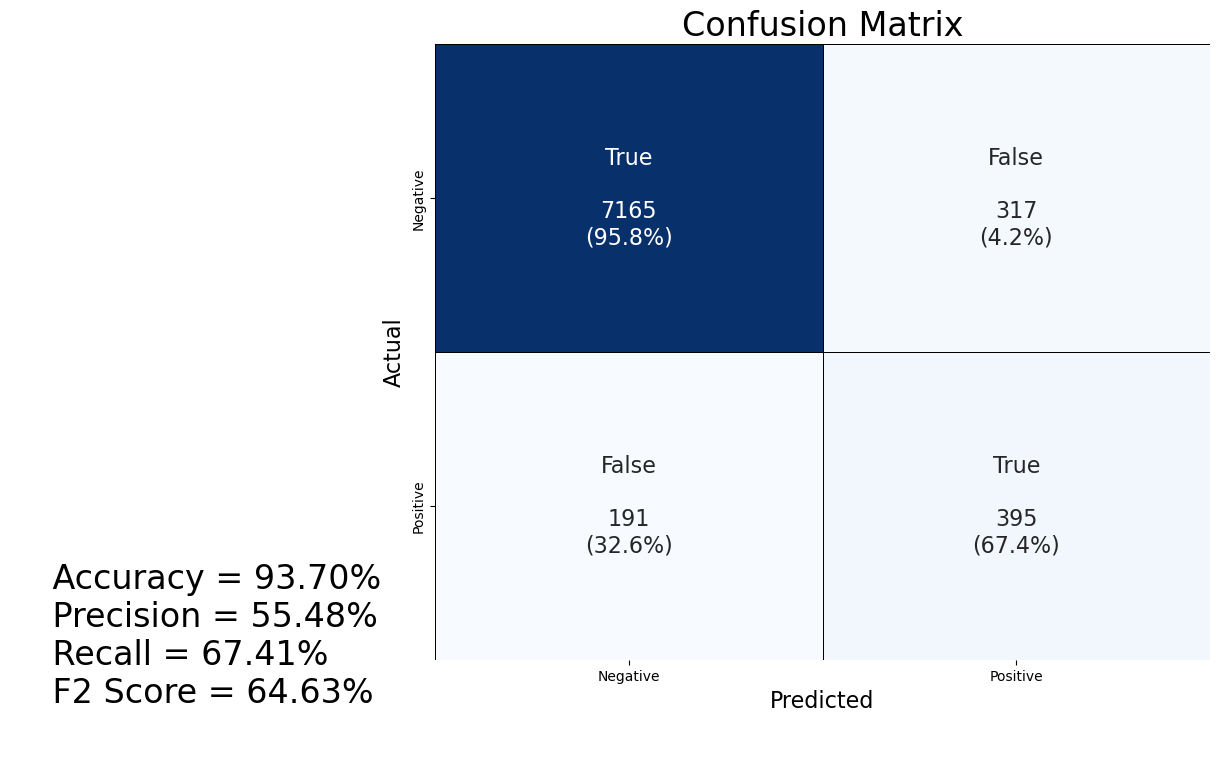 Confusion Matrix
True
7165
(95.8%)
False
317
(4.2%)
Negative
Actual
False
191
(32.6%)
True
395
(67.4%)
Positive
Negative
Positive
Predicted
Accuracy = 93.70%
Precision = 55.48%
Recall = 67.41%
F2 Score = 64.63%